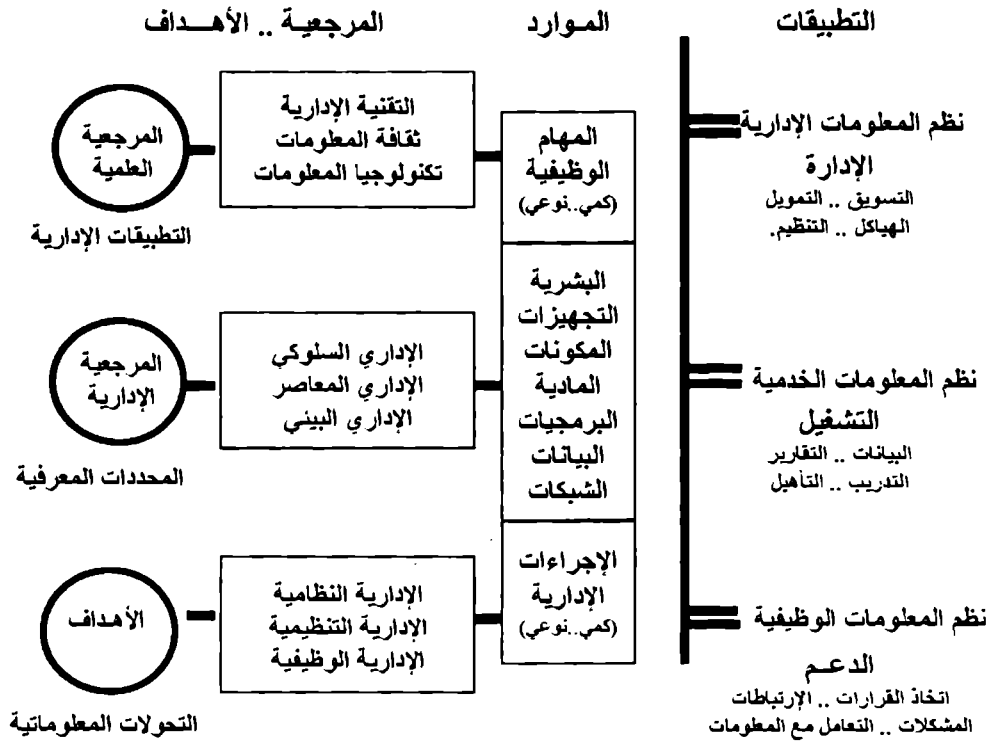 التطبيقات
الموارد
المرجعية .. الأهداف
نظم المعلومات الإدارية
الإدارة
التسويق .. التمويل
الهياكل .. التنظيم.
نظم المعلومات الخدمية
التشغيل
البيانات .. التقارير
التدريب .. التأهيل
نظم المعلومات الوظيفية
الدعم
اتخاذ القرارات .. الإرتباطات
المشكلات .. التعامل مع المعلومات
المهام
الوظيفية
(كمي..نوعي)
البشرية
التجهيزات
المكونات
المادية
البرمجيات
البيانات
الشبكات
الإجراءات
الإدارية
(كمي..نوعي)
التقنية الإدارية
ثقافة المعلومات
تكنولوجيا المعلومات
الإداري السلوكي
الإداري المعاصر
الإداري البيني
الإدارية النظامية
الإدارية التنظيمية
الإدارية الوظيفية
المرجعية
العلمية
التطبيقات الإدارية
المرجعية
الإدارية
المحددات المعرفية
الأهداف
التحولات المعلوماتية